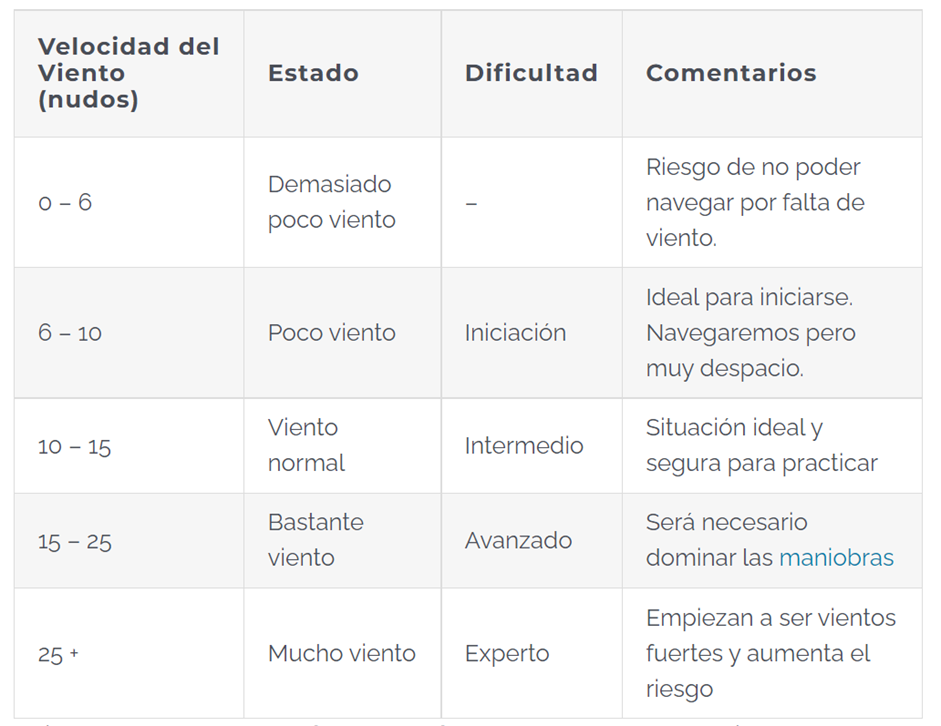 Velocidad del
Viento
(nudos)
Estado
Dificultad
Comentarios
0 – 6
Demasiado
poco viento
–
Riesgo de no poder
navegar por falta de
viento.
6 – 10
Poco viento
Iniciación
Ideal para iniciarse.
Navegaremos pero
muy despacio.
10 – 15
Viento
normal
Intermedio
Situación ideal y
segura para practicar
15 – 25
Bastante
viento
Avanzado
Será necesario
dominar las maniobras
25 +
Mucho viento
Experto
Empiezan a ser vientos
fuertes y aumenta el
riesgo